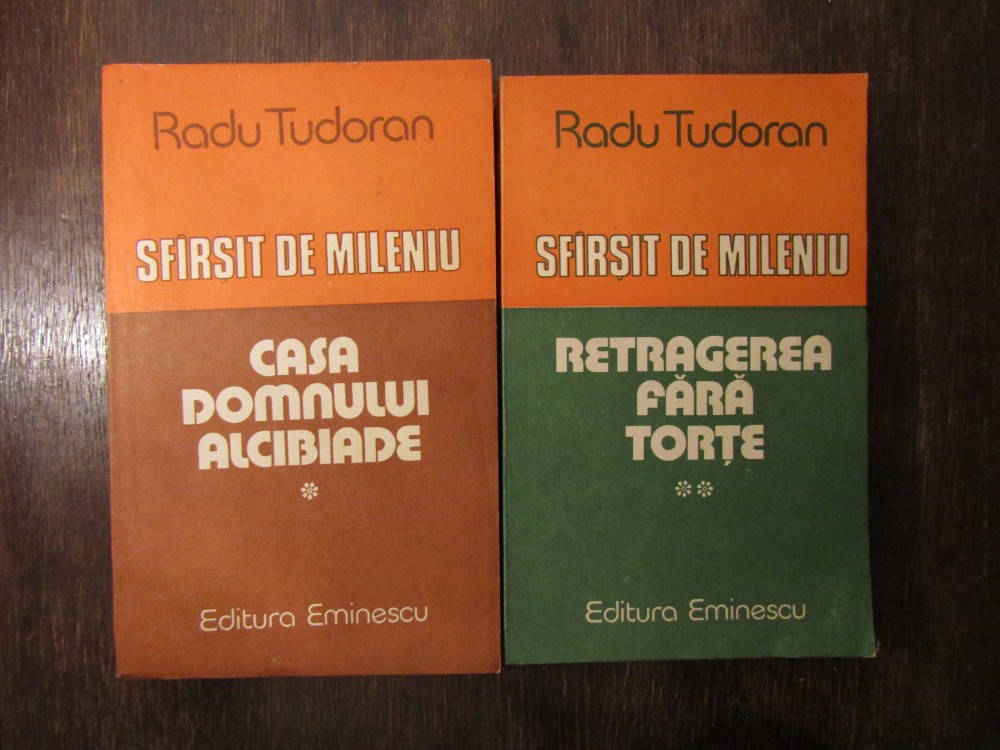 Radu Tudoran
SFÎRȘIT DE MILENIU
CASA
DOMNULUI
ALCIBIADE
*
Editura Eminescu
Radu Tudoran
SFÎRȘIT DE MILENIU
RETRAGEREA
FĂRĂ
TORȚE
**
Editura Eminescu